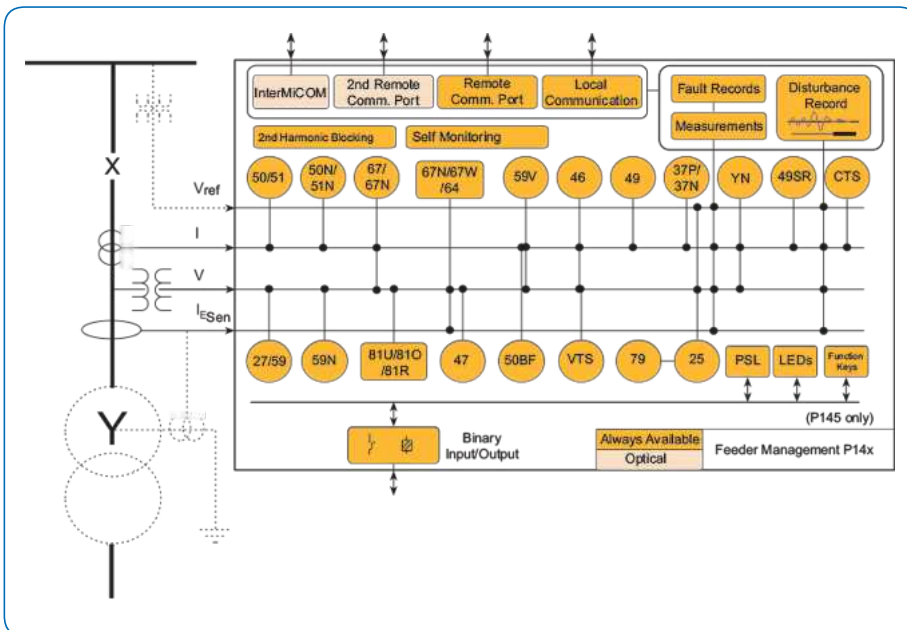 InterMiCOM
2nd Remote
Comm. Port
Remote
Comm. Port
Local
Communication
Fault Records
Measurements
Disturbance
Record
2nd Harmonic Blocking
Self Monitoring
50/51
50N/
51N
67/
67N
67N/67W
/64
59V
46
49
37P/
37N
YN
49SR
CTS
X
Vref
I
V
IESen
27/59
59N
81U/81O
/81R
47
50BF
VTS
79
25
PSL
LEDs
Function
Keys
Y
(P145 only)
Binary
Input/Output
Always Available
Optical
Feeder Management P14x